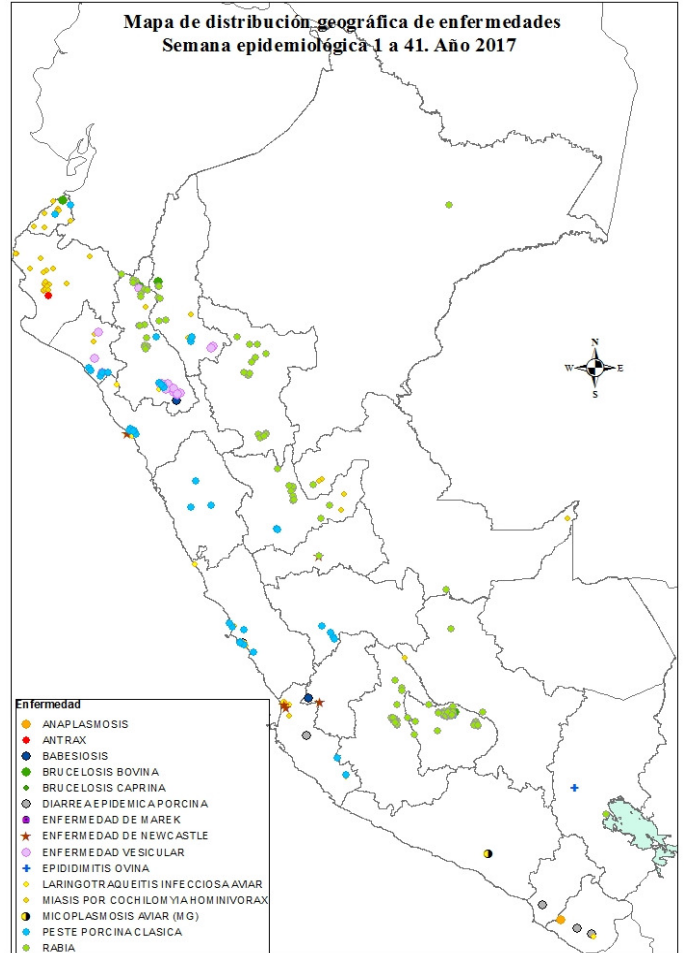 Mapa de distribución geográfica de enfermedades
Semana epidemiológica 1 a 41. Año 2017
N
W E
S
Enfermedad
ANAPLASMOSIS
ANTRAX
BABESIOSIS
BRUCELOSIS BOVINA
BRUCELOSIS CAPRINA
DIARREA EPIDEMICA PORCINA
ENFERMEDAD DE MAREK
ENFERMEDAD DE NEWCASTLE
ENFERMEDAD VESICULAR
EPIDIDIMITIS OVINA
LARINGOTRAQUEITIS INFECCIOSA AVIAR
MIASIS POR COCHILOMYIA HOMINIVORAX
MICOPLASMOSIS AVIAR (MG)
PESTE PORCINA CLASICA
RABIA